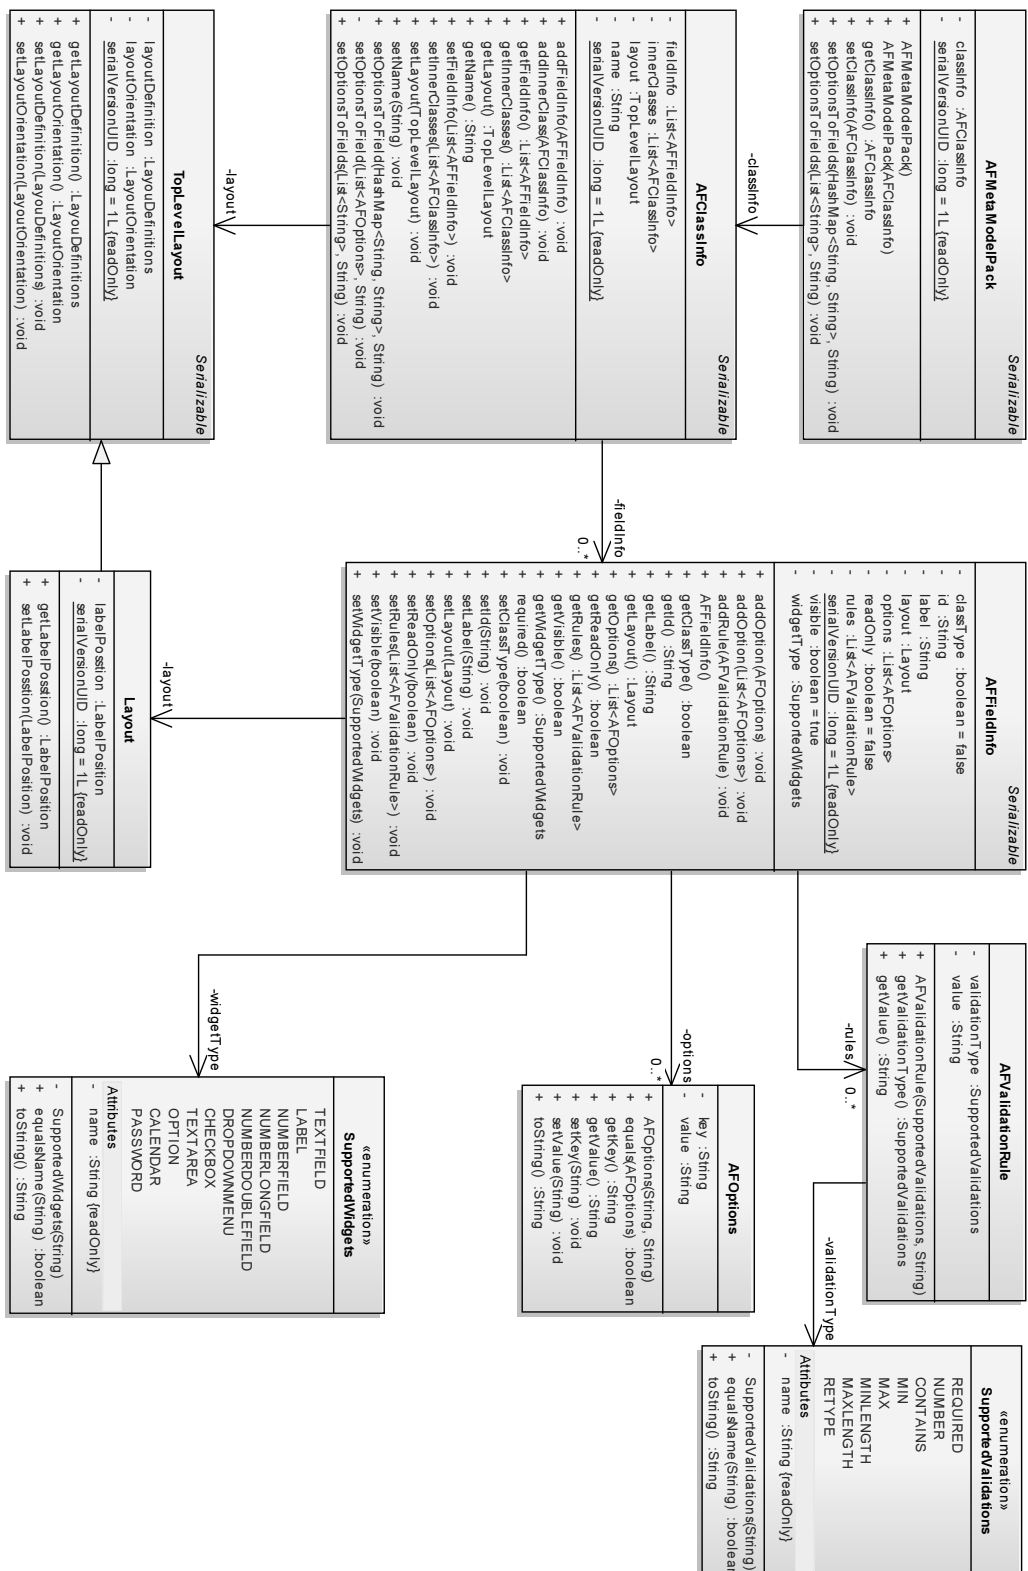 Serializable
AFMetaModelPack
- classInfo :AFClassInfo
- serialVersionUID :long = 1L {readOnly}
+ AFMetaModelPack()
+ AFMetaModelPack(AFClassInfo)
+ getClassInfo() :AFClassInfo
+ setClassInfo(AFClassInfo) :void
+ setOptionsToFields(HashMap<String, String>, String) :void
+ setOptionsToFields(List<String>, String) :void
-classInfo
Serializable
AFClassInfo
- fieldInfo :List<AFFieldInfo>
- innerClasses :List<AFClassInfo>
- layout :TopLevelLayout
- name :String
- serialVersionUID :long = 1L {readOnly}
+ addFieldInfo(AFFieldInfo) :void
+ addInnerClass(AFClassInfo) :void
+ getFieldInfo() :List<AFFieldInfo>
+ getInnerClasses() :List<AFClassInfo>
+ getLayout() :TopLevelLayout
+ getName() :String
+ setFieldInfo(List<AFFieldInfo>) :void
+ setInnerClasses(List<AFClassInfo>) :void
+ setLayout(TopLevelLayout) :void
+ setName(String) :void
+ setOptionsToField(HashMap<String, String>, String) :void
- setOptionsToField(List<AFOptions>, String) :void
+ setOptionsToFields(List<String>, String) :void
-layout
Serializable
TopLevelLayout
- layoutDefinition :LayouDefinitions
- layoutOrientation :LayoutOrientation
- serialVersionUID :long = 1L {readOnly}
+ getLayoutDefinition() :LayouDefinitions
+ getLayoutOrientation() :LayoutOrientation
+ setLayoutDefinition(LayouDefinitions) :void
+ setLayoutOrientation(LayoutOrientation) :void
-fieldInfo
0..*
Serializable
AFFieldInfo
- classType :boolean = false
- id :String
- label :String
- layout :Layout
- options :List<AFOptions>
- readOnly :boolean = false
- rules :List<AFValidationRule>
- serialVersionUID :long = 1L {readOnly}
- visible :boolean = true
- widgetType :SupportedWidgets
+ addOption(AFOptions) :void
+ addOption(List<AFOptions>) :void
+ addRule(AFValidationRule) :void
+ AFFieldInfo()
+ getClassType() :boolean
+ getId() :String
+ getLabel() :String
+ getLayout() :Layout
+ getOptions() :List<AFOptions>
+ getReadOnly() :boolean
+ getRules() :List<AFValidationRule>
+ getVisible() :boolean
+ getWidgetType() :SupportedWidgets
+ required() :boolean
+ setClassType(boolean) :void
+ setId(String) :void
+ setLabel(String) :void
+ setLayout(Layout) :void
+ setOptions(List<AFOptions>) :void
+ setReadOnly(boolean) :void
+ setRules(List<AFValidationRule>) :void
+ setVisible(boolean) :void
+ setWidgetType(SupportedWidgets) :void
-layout
Layout
- labelPosstion :LabelPosition
- serialVersionUID :long = 1L {readOnly}
+ getLabelPosstion() :LabelPosition
+ setLabelPosstion(LabelPosition) :void
AFValidationRule
- validationType :SupportedValidations
- value :String
+ AFValidationRule(SupportedValidations, String)
+ getValidationType() :SupportedValidations
+ getValue() :String
-rules
0..*
-options
0..*
AFOptions
- key :String
- value :String
+ AFOptions(String, String)
+ equals(AFOptions) :boolean
+ getKey() :String
+ getValue() :String
+ setKey(String) :void
+ setValue(String) :void
+ toString() :String
-widgetType
«enumeration»
SupportedWidgets
TEXTFIELD
LABEL
NUMBERFIELD
NUMBERLONGFIELD
NUMBERDOUBLEFIELD
DROPDOWNMENU
CHECKBOX
TEXTAREA
OPTION
CALENDAR
PASSWORD
Attributes
- name :String {readOnly}
- SupportedWidgets(String)
+ equalsName(String) :boolean
+ toString() :String
-validationType
«enumeration»
SupportedValidations
REQUIRED
NUMBER
CONTAINS
MIN
MAX
MINLENGTH
MAXLENGTH
RETYPE
Attributes
- name :String {readOnly}
- SupportedValidations(String)
+ equalsName(String) :boolean
+ toString() :String